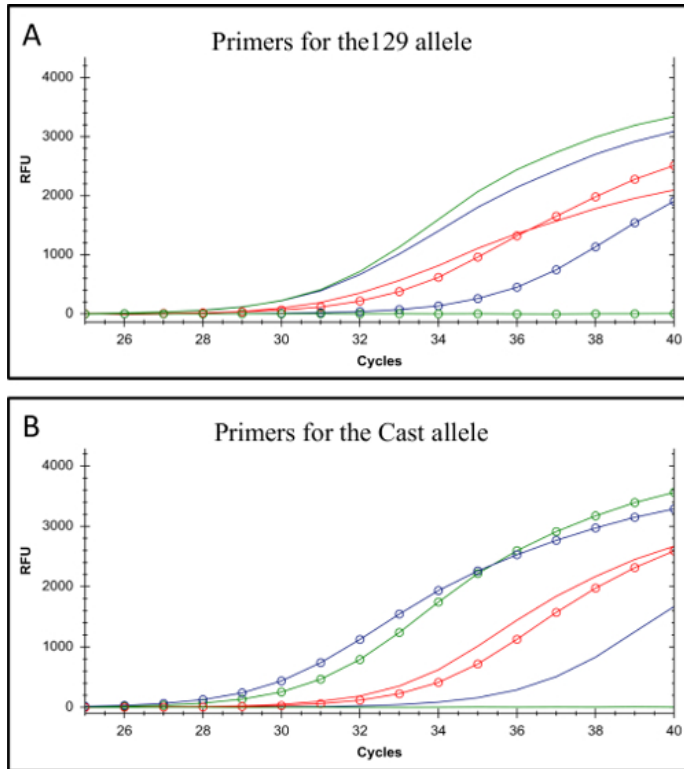 A
Primers for the129 allele
4000
3000
2000
1000
0
RFU
26 28 30 32 34 36 38 40
Cycles
B
Primers for the Cast allele
4000
3000
2000
1000
0
RFU
26 28 30 32 34 36 38 40
Cycles